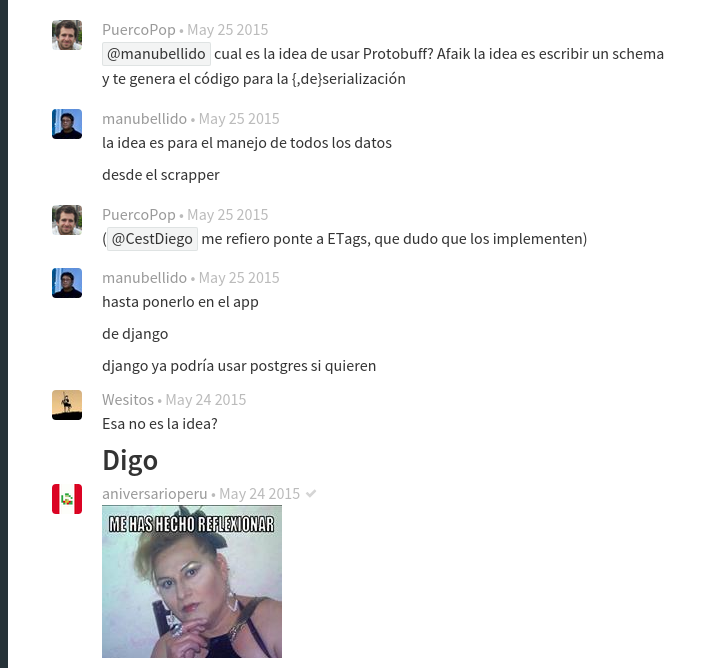 PuercoPop • May 25 2015
@manubellido cual es la idea de usar Protobuff? Afaik la idea es escribir un schema
y te genera el código para la {,de}serialización
manubellido • May 25 2015
la idea es para el manejo de todos los datos
desde el scrapper
PuercoPop • May 25 2015
(@CestDiego me refiero ponte a ETags, que dudo que los implementen)
manubellido • May 25 2015
hasta ponerlo en el app
de django
django ya podría usar postgres si quieren
Wesitos • May 24 2015
Esa no es la idea?
Digo
aniversarioperu • May 24 2015
ME HAS HECHO REFLEXIONAR